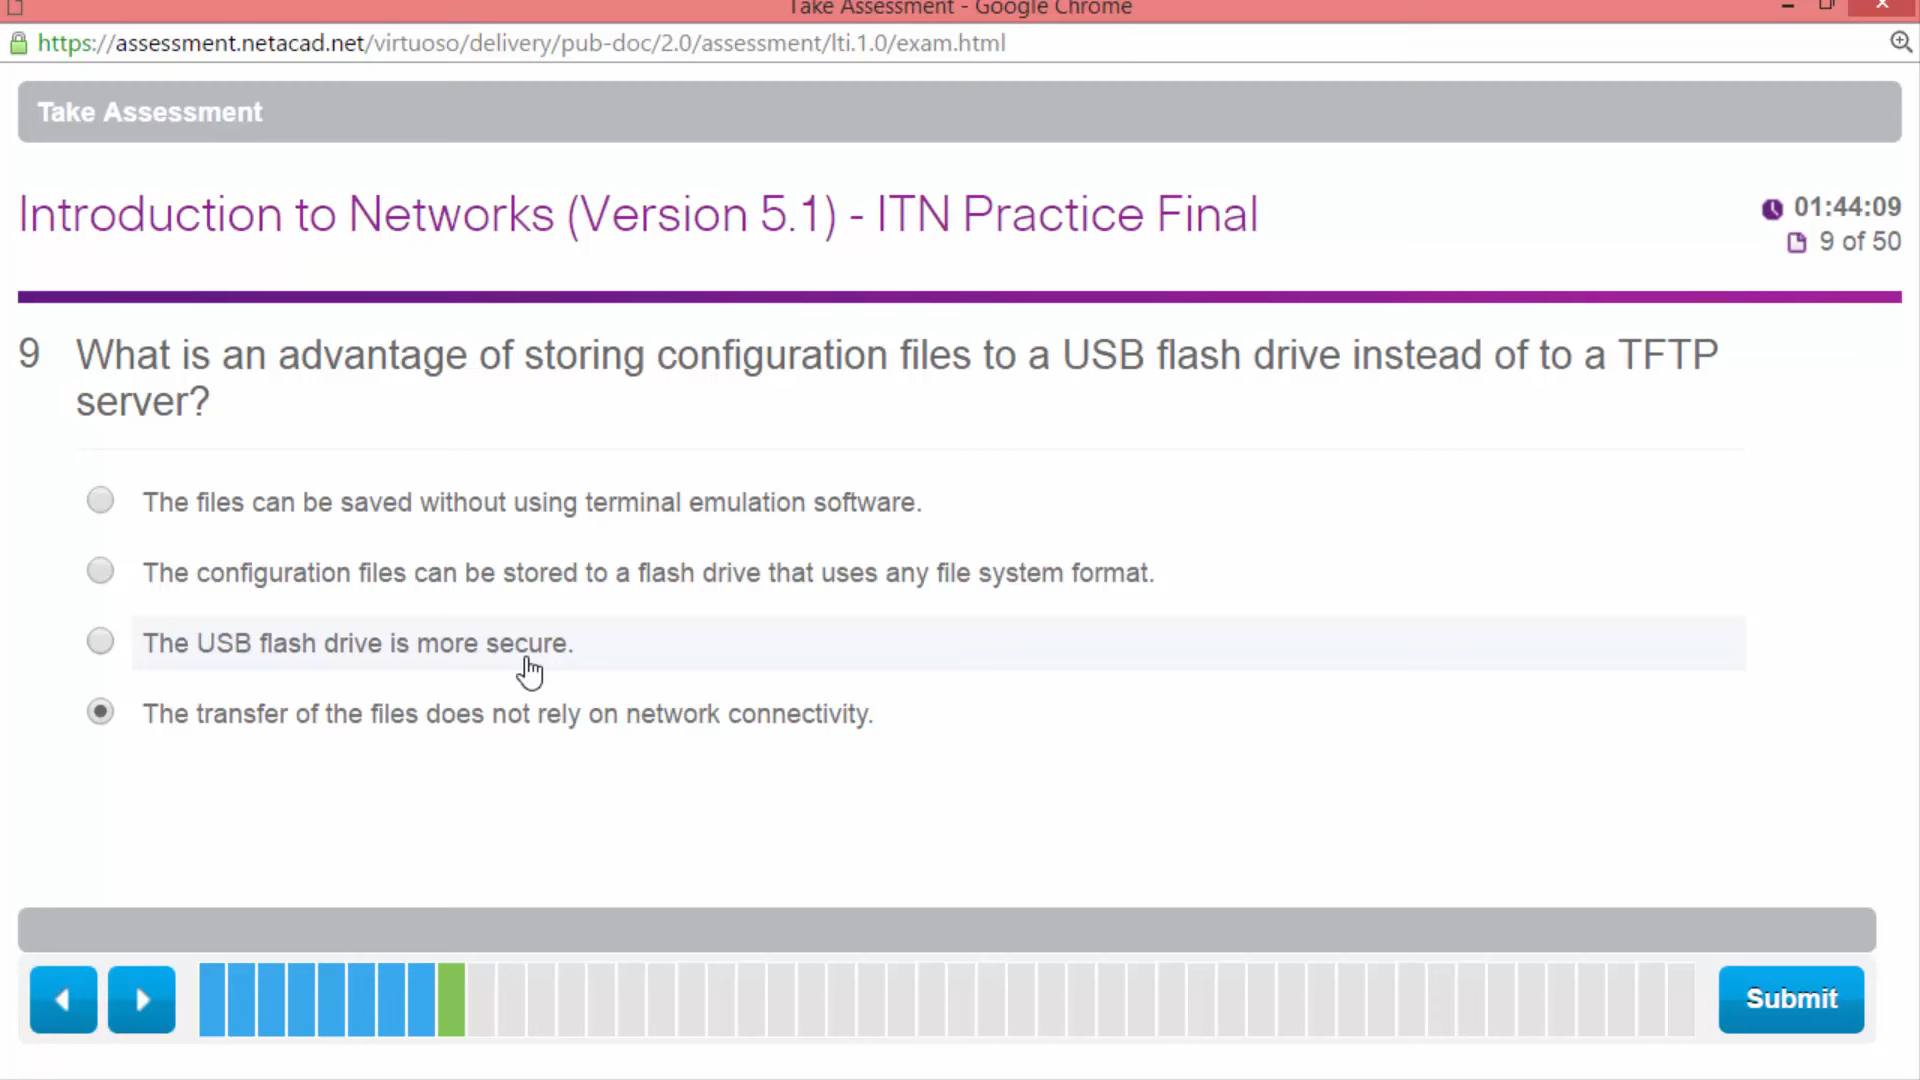 Take Assessment - Google Chrome
https://assessment.netacad.net/virtuoso/delivery/pub-doc/2.0/assessment/lti.1.0/exam.html
Take Assessment
Introduction to Networks (Version 5.1) - ITN Practice Final
01:44:09
9 of 50
9 What is an advantage of storing configuration files to a USB flash drive instead of to a TFTP
server?
The files can be saved without using terminal emulation software.
The configuration files can be stored to a flash drive that uses any file system format.
The USB flash drive is more secure.
The transfer of the files does not rely on network connectivity.
Submit